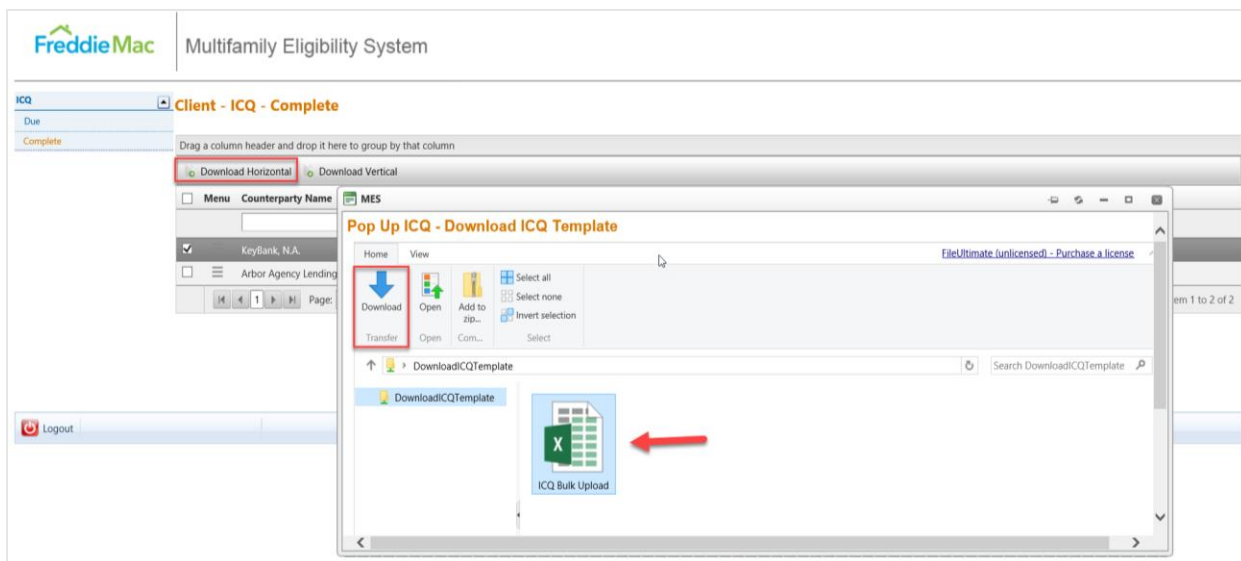 FreddieMac
Multifamily Eligibility System
ICQ
Due
Complete
Client - ICQ - Complete
Drag a column header and drop it here to group by that column
Download Horizontal
Download Vertical
Menu
Counterparty Name
KeyBank, N.A.
Arbor Agency Lending
1
Page:
em 1 to 2 of 2
Logout
MES
Pop Up ICQ - Download ICQ Template
Home
View
FileUltimate (unlicensed) - Purchase a license
Download
Open
Add to
zip...
Select all
Select none
Invert selection
Transfer
Open
Com...
Select
DownloadICQTemplate
Search DownloadICQTemplate
DownloadICQTemplate
X
ICQ Bulk Upload